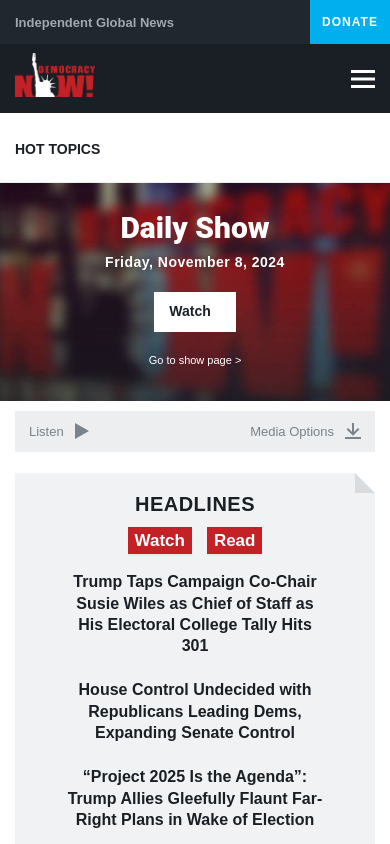 Independent Global News
DONATE
DEMOCRACY
NOW!
HOT TOPICS
Daily Show
Friday, November 8, 2024
Watch
Go to show page >
Listen
Media Options
HEADLINES
Watch Read
Trump Taps Campaign Co-Chair
Susie Wiles as Chief of Staff as
His Electoral College Tally Hits
301
House Control Undecided with
Republicans Leading Dems,
Expanding Senate Control
“Project 2025 Is the Agenda”:
Trump Allies Gleefully Flaunt Far-
Right Plans in Wake of Election